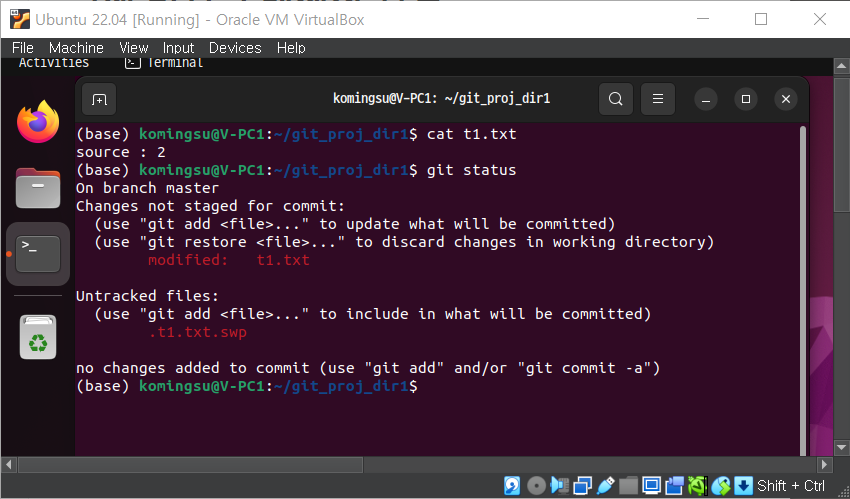 Ubuntu 22.04 [Running] - Oracle VM VirtualBox
File Machine View Input Devices Help
Activities Terminal
komingsu@V-PC1: ~/git_proj_dir1
(base) komingsu@V-PC1:~/git_proj_dir1$ cat t1.txt
source : 2
(base) komingsu@V-PC1:~/git_proj_dir1$ git status
On branch master
Changes not staged for commit:
  (use "git add <file>..." to update what will be committed)
  (use "git restore <file>..." to discard changes in working directory)
        modified:   t1.txt

Untracked files:
  (use "git add <file>..." to include in what will be committed)
        .t1.txt.swp

no changes added to commit (use "git add" and/or "git commit -a")
(base) komingsu@V-PC1:~/git_proj_dir1$
Shift + Ctrl